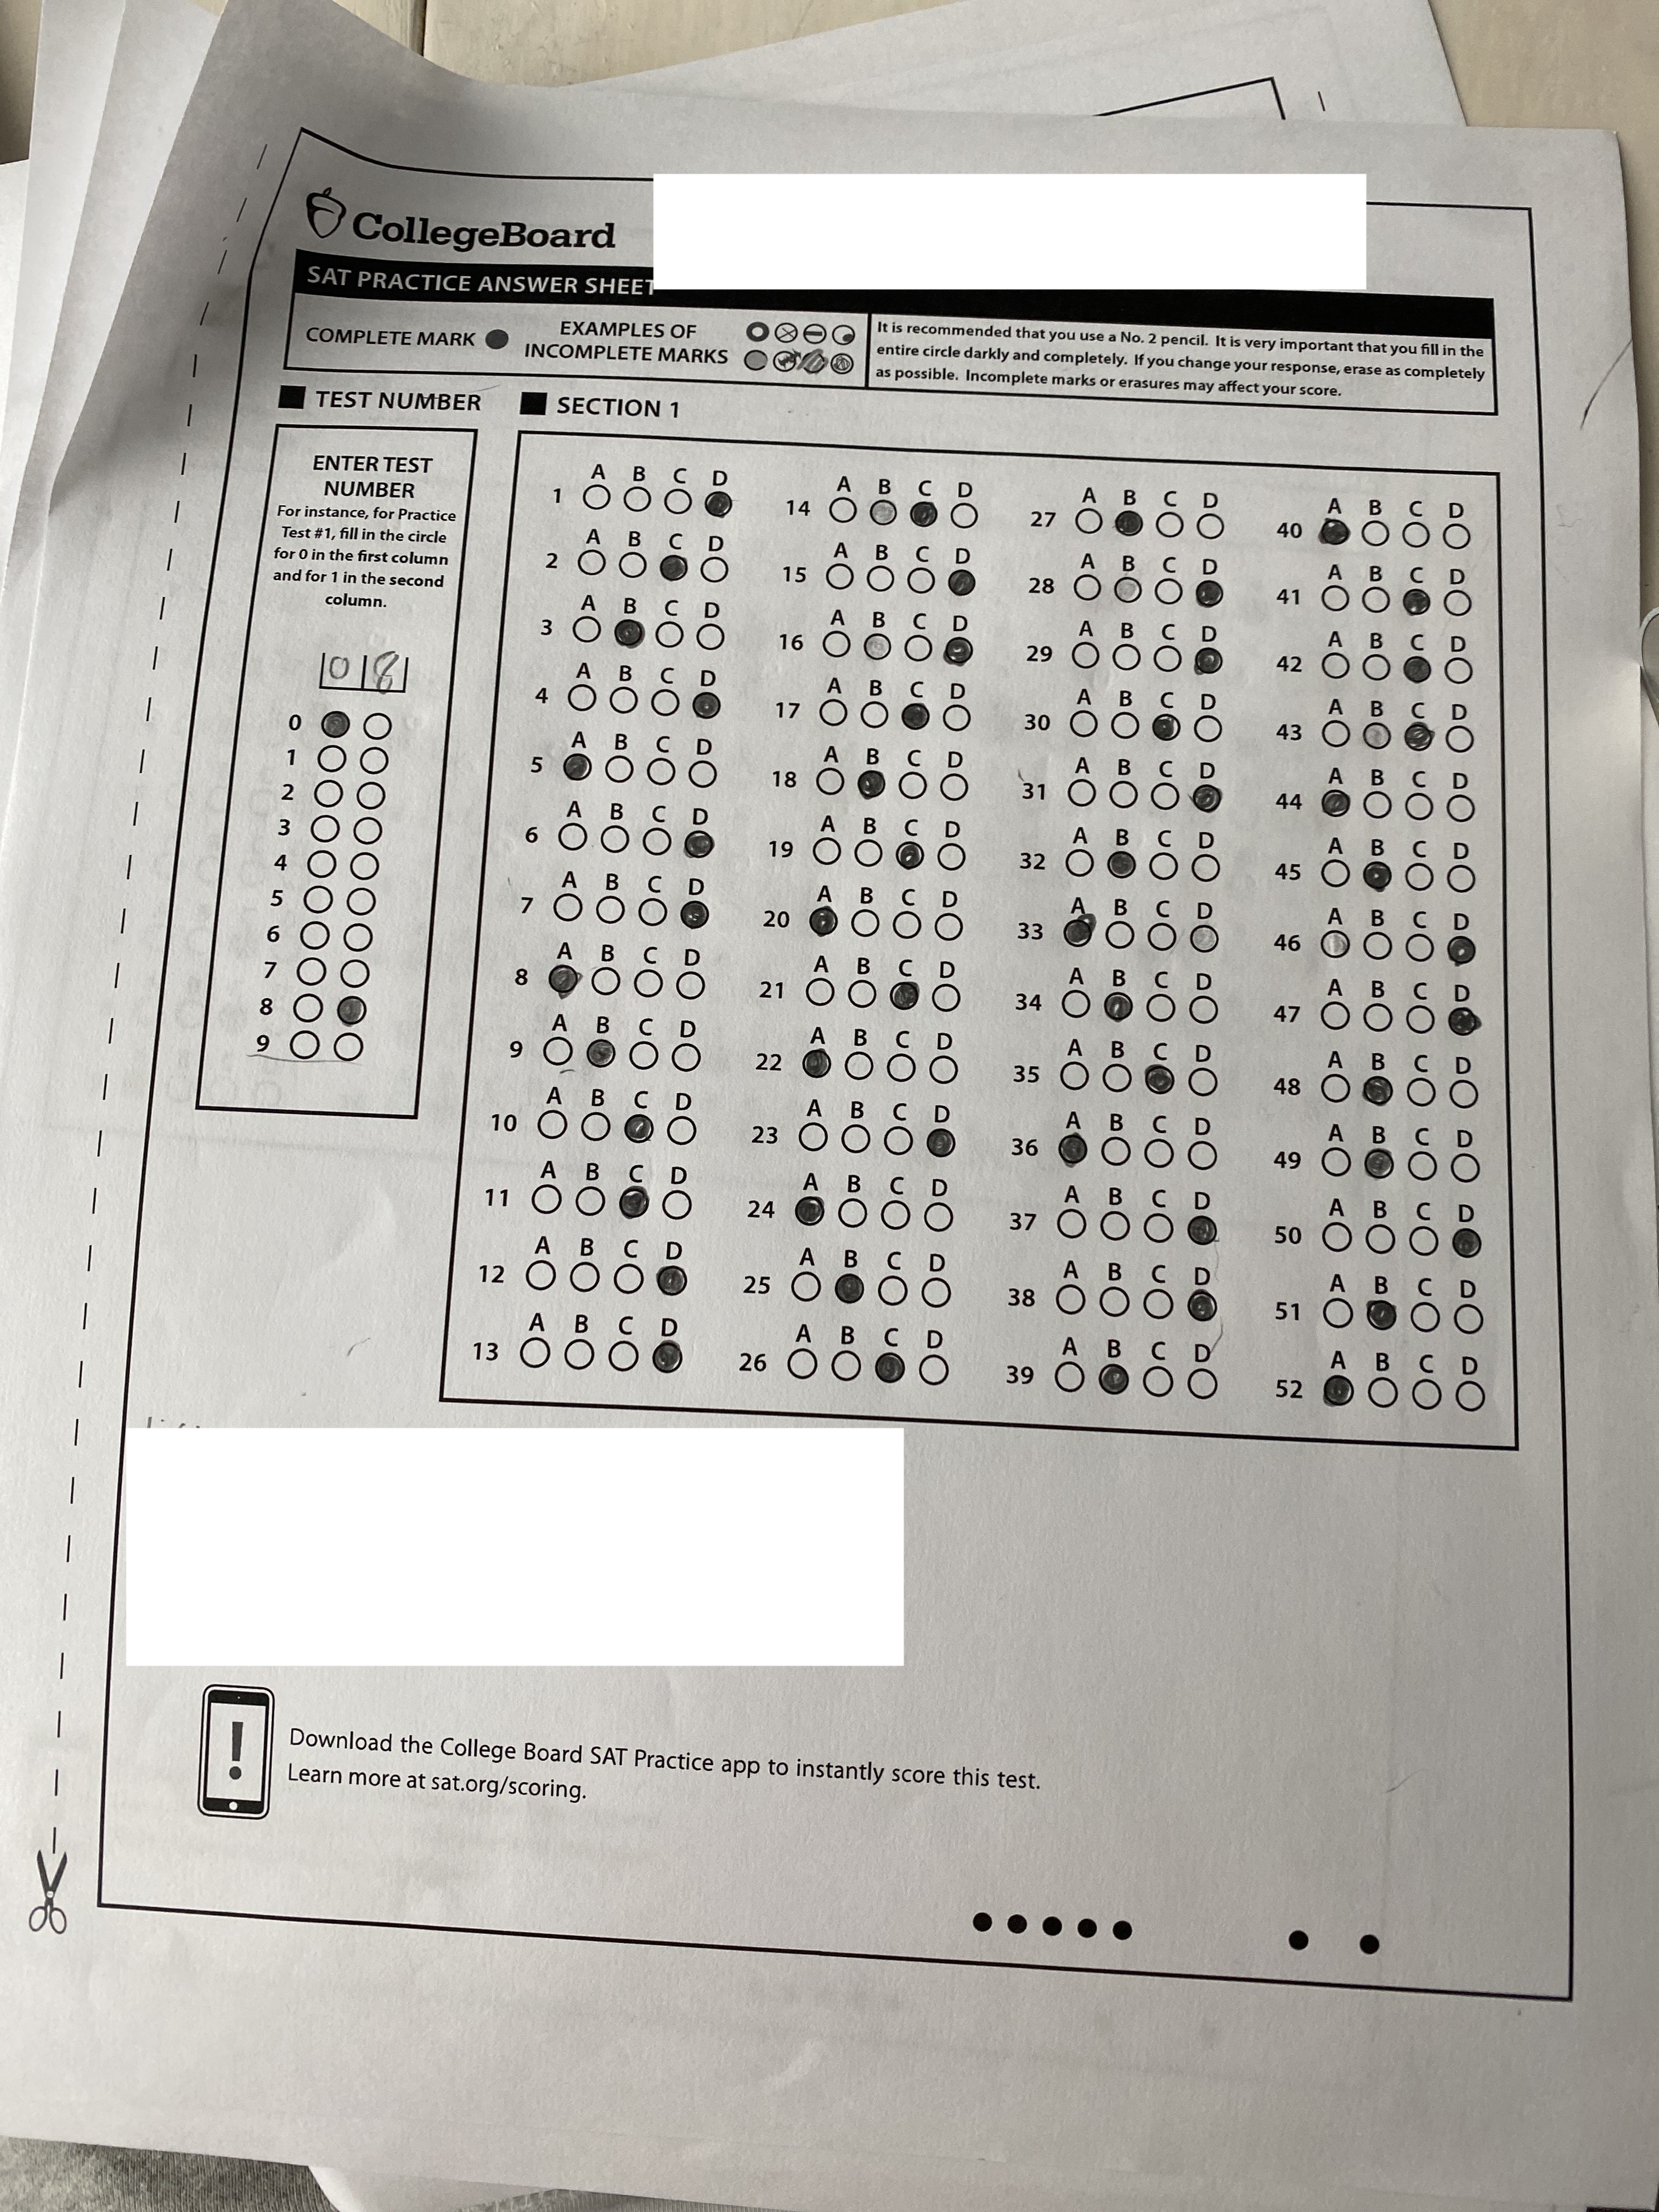 CollegeBoard
SAT PRACTICE ANSWER SHEET
COMPLETE MARK
EXAMPLES OF
INCOMPLETE MARKS
It is recommended that you use a No. 2 pencil. It is very important that you fill in the
entire circle darkly and completely. If you change your response, erase as completely
as possible. Incomplete marks or erasures may affect your score.
TEST NUMBER
SECTION 1
ENTER TEST
NUMBER
For instance, for Practice
Test #1, fill in the circle
for 0 in the first column
and for 1 in the second
column.
0 8
0
1
2
3
4
5
6
7
8
9
A B C D
1
A B C D
2
A B C D
3
A B C D
4
A B C D
5
A B C D
6
A B C D
7
A B C D
8
A B C D
9
A B C D
10
A B C D
11
A B C D
12
A B C D
13
A B C D
14
A B C D
15
A B C D
16
A B C D
17
A B C D
18
A B C D
19
A B C D
20
A B C D
21
A B C D
22
A B C D
23
A B C D
24
A B C D
25
A B C D
26
A B C D
27
A B C D
28
A B C D
29
A B C D
30
A B C D
31
A B C D
32
A B C D
33
A B C D
34
A B C D
35
A B C D
36
A B C D
37
A B C D
38
A B C D
39
A B C D
40
A B C D
41
A B C D
42
A B C D
43
A B C D
44
A B C D
45
A B C D
46
A B C D
47
A B C D
48
A B C D
49
A B C D
50
A B C D
51
A B C D
52
!
Download the College Board SAT Practice app to instantly score this test.
Learn more at sat.org/scoring.